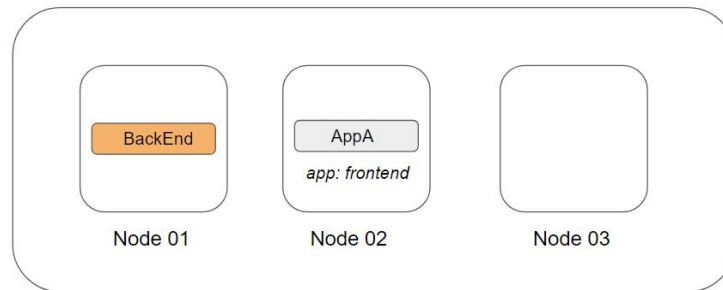 BackEnd
AppA
app: frontend
Node 01
Node 02
Node 03